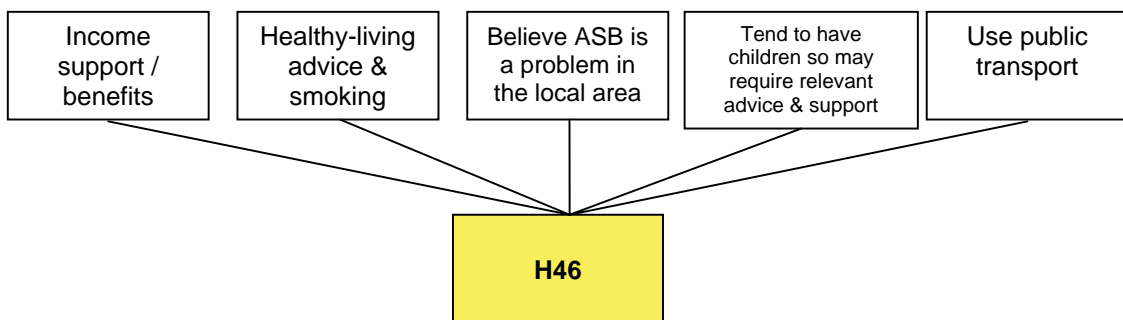 Income
support /
benefits
Healthy-living
advice &
smoking
Believe ASB is
a problem in
the local area
Tend to have
children so may
require relevant
advice & support
Use public
transport
H46